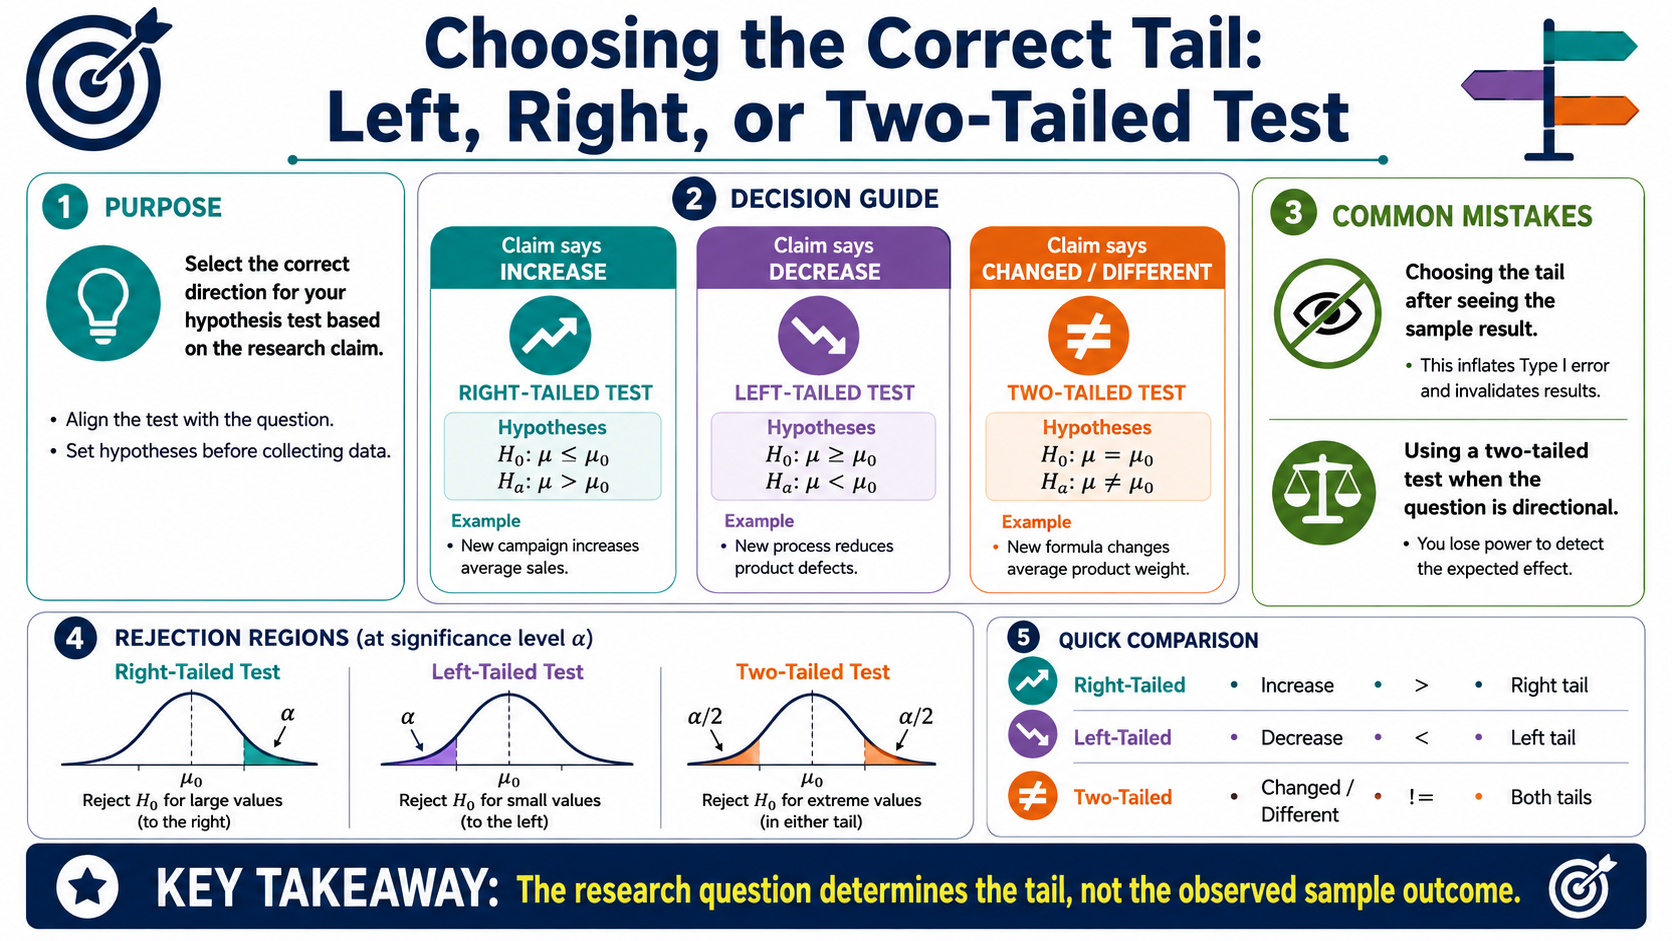 Choosing the Correct Tail:
Left, Right, or Two-Tailed Test
1 PURPOSE
Select the correct
direction for your
hypothesis test based
on the research claim.
• Align the test with the question.
• Set hypotheses before collecting data.
2 DECISION GUIDE
Claim says
INCREASE
RIGHT-TAILED TEST
Hypotheses
H₀: μ ≤ μ₀
Hₐ: μ > μ₀
Example
• New campaign increases
average sales.
Claim says
DECREASE
LEFT-TAILED TEST
Hypotheses
H₀: μ ≥ μ₀
Hₐ: μ < μ₀
Example
• New process reduces
product defects.
Claim says
CHANGED / DIFFERENT
≠
TWO-TAILED TEST
Hypotheses
H₀: μ = μ₀
Hₐ: μ ≠ μ₀
Example
• New formula changes
average product weight.
3 COMMON MISTAKES
Choosing the tail
after seeing the
sample result.
• This inflates Type I error
and invalidates results.
Using a two-tailed
test when the
question is directional.
• You lose power to detect
the expected effect.
4 REJECTION REGIONS (at significance level α)
Right-Tailed Test
α
μ₀
Reject H₀ for large values
(to the right)
Left-Tailed Test
α
μ₀
Reject H₀ for small values
(to the left)
Two-Tailed Test
α/2 α/2
μ₀
Reject H₀ for extreme values
(in either tail)
5 QUICK COMPARISON
Right-Tailed • Increase • > • Right tail
Left-Tailed • Decrease • < • Left tail
≠ Two-Tailed • Changed / • != • Both tails
Different
KEY TAKEAWAY: The research question determines the tail, not the observed sample outcome.